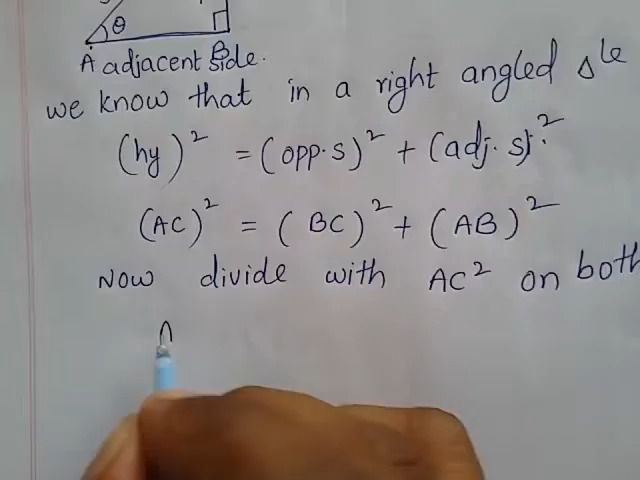 θ
A adjacent side.
B
we know that in a right angled Δle
(hy)² = (opp.s)² + (adj.s)².
(AC)² = (BC)² + (AB)²
Now divide with AC² on both